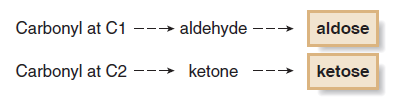 Carbonyl at C1 ---→ aldehyde ---→ aldose
Carbonyl at C2 ---→ ketone ---→ ketose